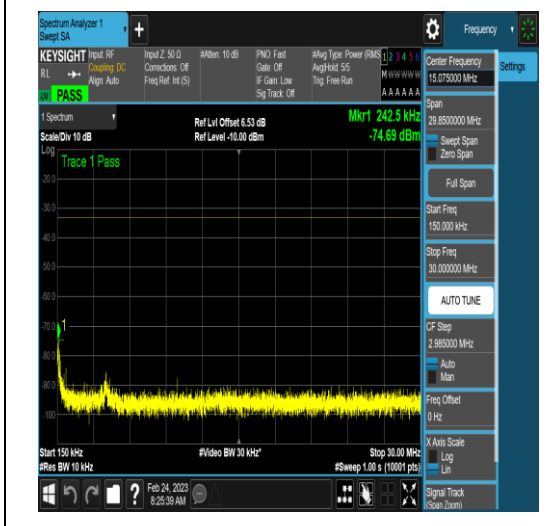 Spectrum Analyzer 1
Swept SA
+
Frequency
KEYSIGHT
RL
PASS
Input: RF
Coupling: DC
Align: Auto
Input Z: 50 Ω
Corrections: Off
Freq Ref: Int (S)
#Atten: 10 dB
PNO: Fast
Gate: Off
IF Gain: Low
Sig Track: Off
#Avg Type: Power (RMS
Avg|Hold: 5/5
Trig: Free Run
1 2 3 4 5 6
M W W W W W
A A A A A A
Settings
1 Spectrum
Scale/Div 10 dB
Ref Lvl Offset 6.53 dB
Ref Level -10.00 dBm
Mkr1 242.5 kHz
-74.69 dBm
Log
Trace 1 Pass
-20.0
-30.0
-40.0
-50.0
-60.0
-70.0
-80.0
-90.0
-100
1
Start 150 kHz
#Res BW 10 kHz
#Video BW 30 kHz*
Stop 30.00 MHz
#Sweep 1.00 s (10001 pts)
Center Frequency
15.075000 MHz
Span
29.8500000 MHz
Swept Span
Zero Span
Full Span
Start Freq
150.000 kHz
Stop Freq
30.000000 MHz
AUTO TUNE
CF Step
2.985000 MHz
Auto
Man
Freq Offset
0 Hz
X Axis Scale
Log
Lin
Signal Track
(Span Zoom)
?
Feb 24, 2023
8:25:39 AM